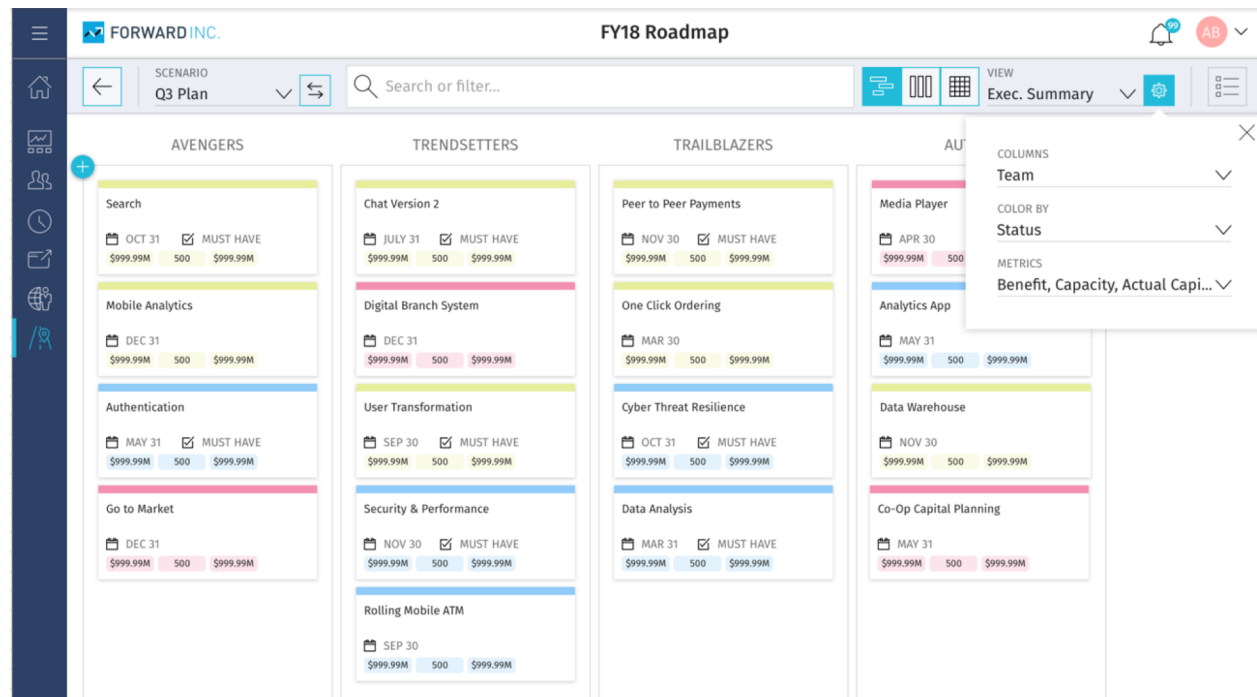 FORWARD INC.
FY18 Roadmap
99
AB
SCENARIO
Q3 Plan
Search or filter...
VIEW
Exec. Summary
COLUMNS
Team
COLOR BY
Status
METRICS
Benefit, Capacity, Actual Capi...
AVENGERS
Search
OCT 31 MUST HAVE
$999.99M 500 $999.99M
Mobile Analytics
DEC 31
$999.99M 500 $999.99M
Authentication
MAY 31 MUST HAVE
$999.99M 500 $999.99M
Go to Market
DEC 31
$999.99M 500 $999.99M
TRENDSETTERS
Chat Version 2
JULY 31 MUST HAVE
$999.99M 500 $999.99M
Digital Branch System
DEC 31
$999.99M 500 $999.99M
User Transformation
SEP 30 MUST HAVE
$999.99M 500 $999.99M
Security & Performance
NOV 30 MUST HAVE
$999.99M 500 $999.99M
Rolling Mobile ATM
SEP 30
$999.99M 500 $999.99M
TRAILBLAZERS
Peer to Peer Payments
NOV 30 MUST HAVE
$999.99M 500 $999.99M
One Click Ordering
MAR 30
$999.99M 500 $999.99M
Cyber Threat Resilience
OCT 31 MUST HAVE
$999.99M 500 $999.99M
Data Analysis
MAR 31 MUST HAVE
$999.99M 500 $999.99M
AU
Media Player
APR 30
$999.99M 500
Analytics App
MAY 31
$999.99M 500 $999.99M
Data Warehouse
NOV 30
$999.99M 500 $999.99M
Co-Op Capital Planning
MAY 31
$999.99M 500 $999.99M